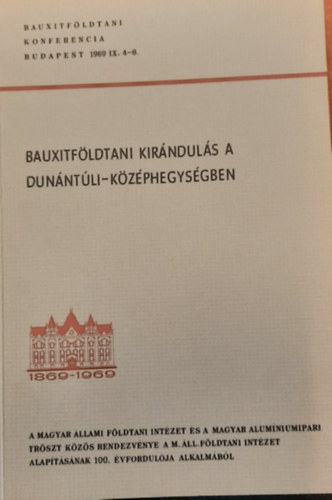 BAUXITFÖLDTANI
KONFERENCIA
BUDAPEST 1969 IX. 4–8.
BAUXITFÖLDTANI KIRÁNDULÁS A
DUNÁNTÚLI–KÖZÉPHEGYSÉGBEN
1869-1969
A MAGYAR ÁLLAMI FÖLDTANI INTÉZET ÉS A MAGYAR ALUMÍNIUMIPARI
TRÖSZT KÖZÖS RENDEZVÉNYE A M. ÁLL. FÖLDTANI INTÉZET
ALAPÍTÁSÁNAK 100. ÉVFORDULÓJA ALKALMÁBÓL